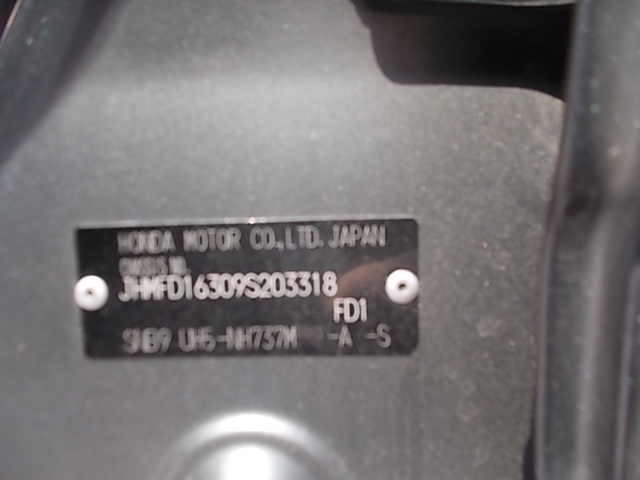 HONDA MOTOR CO.,LTD. JAPAN
CHASSIS NO.
JHMFD16309S203318
FD1
SNB9 UH5-NH737M -A -S